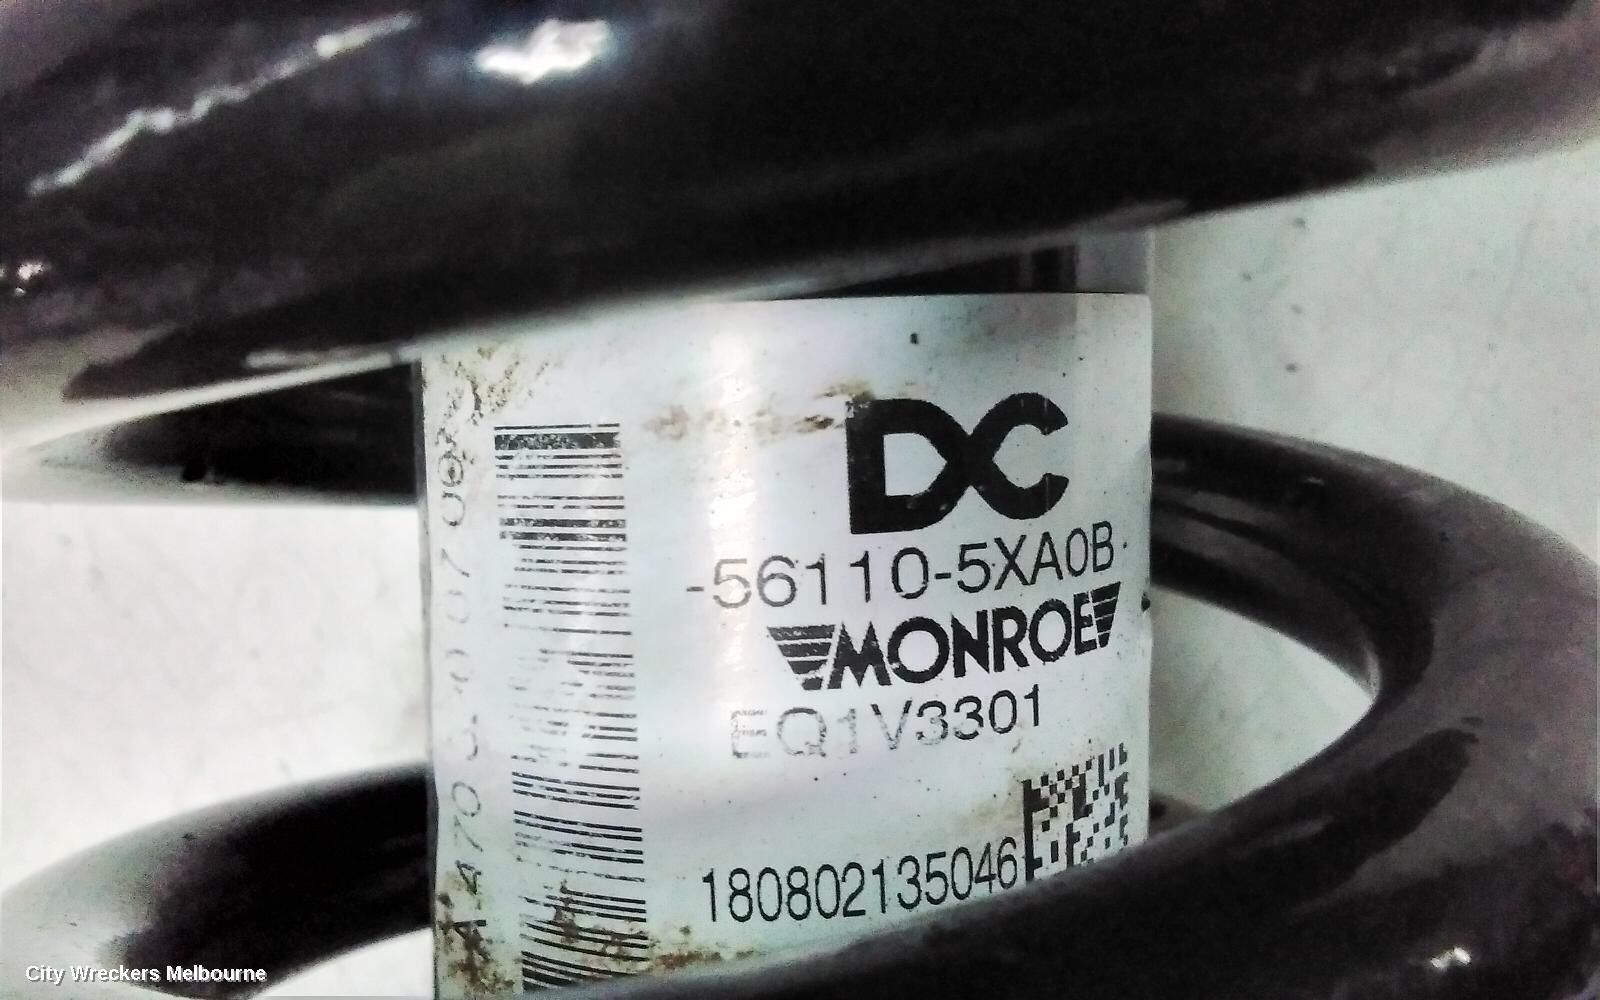 DC
-56110-5XA0B-
MONROE
EQ1V3301
180802135046
City Wreckers Melbourne